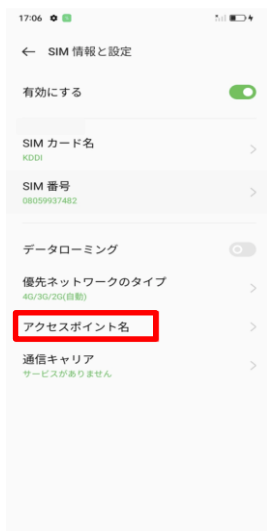 17:06
← SIM 情報と設定
有効にする
SIM カード名
KDDI
SIM 番号
08059937482
データローミング
優先ネットワークのタイプ
4G/3G/2G(自動)
アクセスポイント名
通信キャリア
サービスがありません